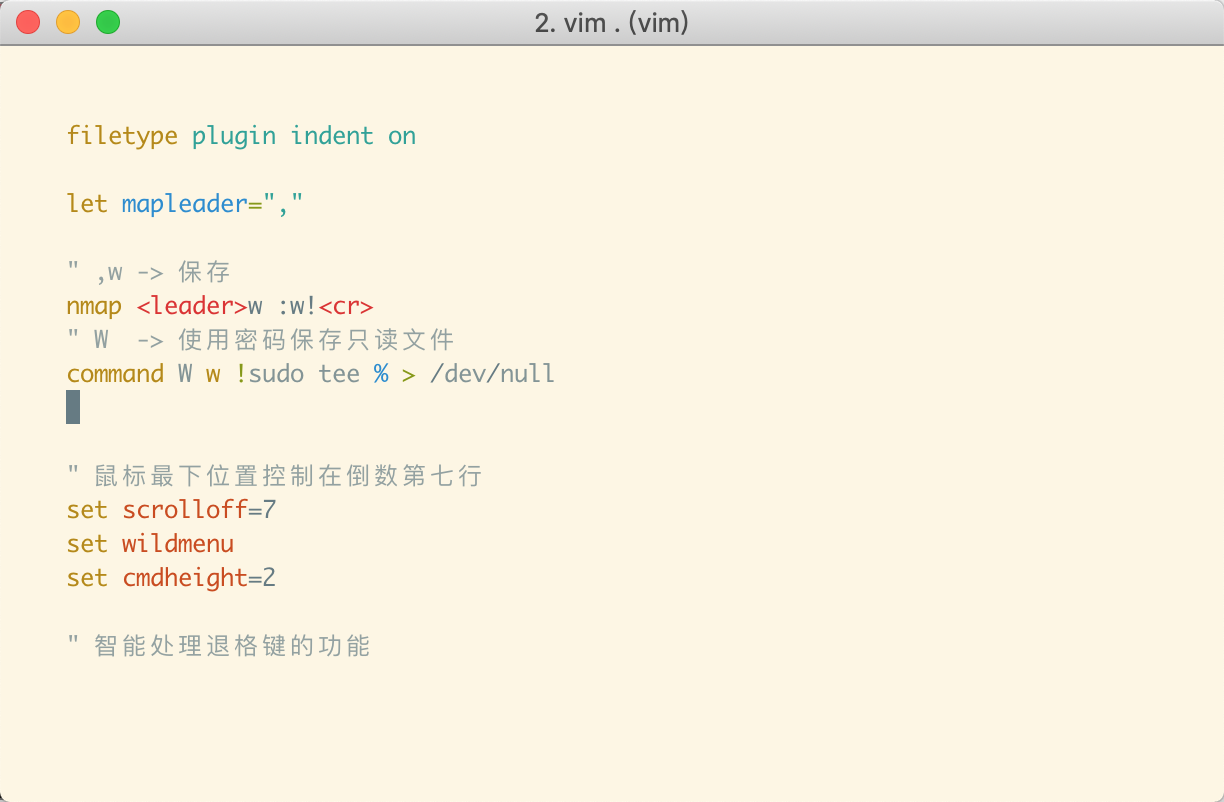 2. vim . (vim)
filetype plugin indent on
let mapleader=","
" ,w -> 保存
nmap <leader>w :w!<cr>
" W  -> 使用密码保存只读文件
command W w !sudo tee % > /dev/null
" 鼠标最下位置控制在倒数第七行
set scrolloff=7
set wildmenu
set cmdheight=2
" 智能处理退格键的功能